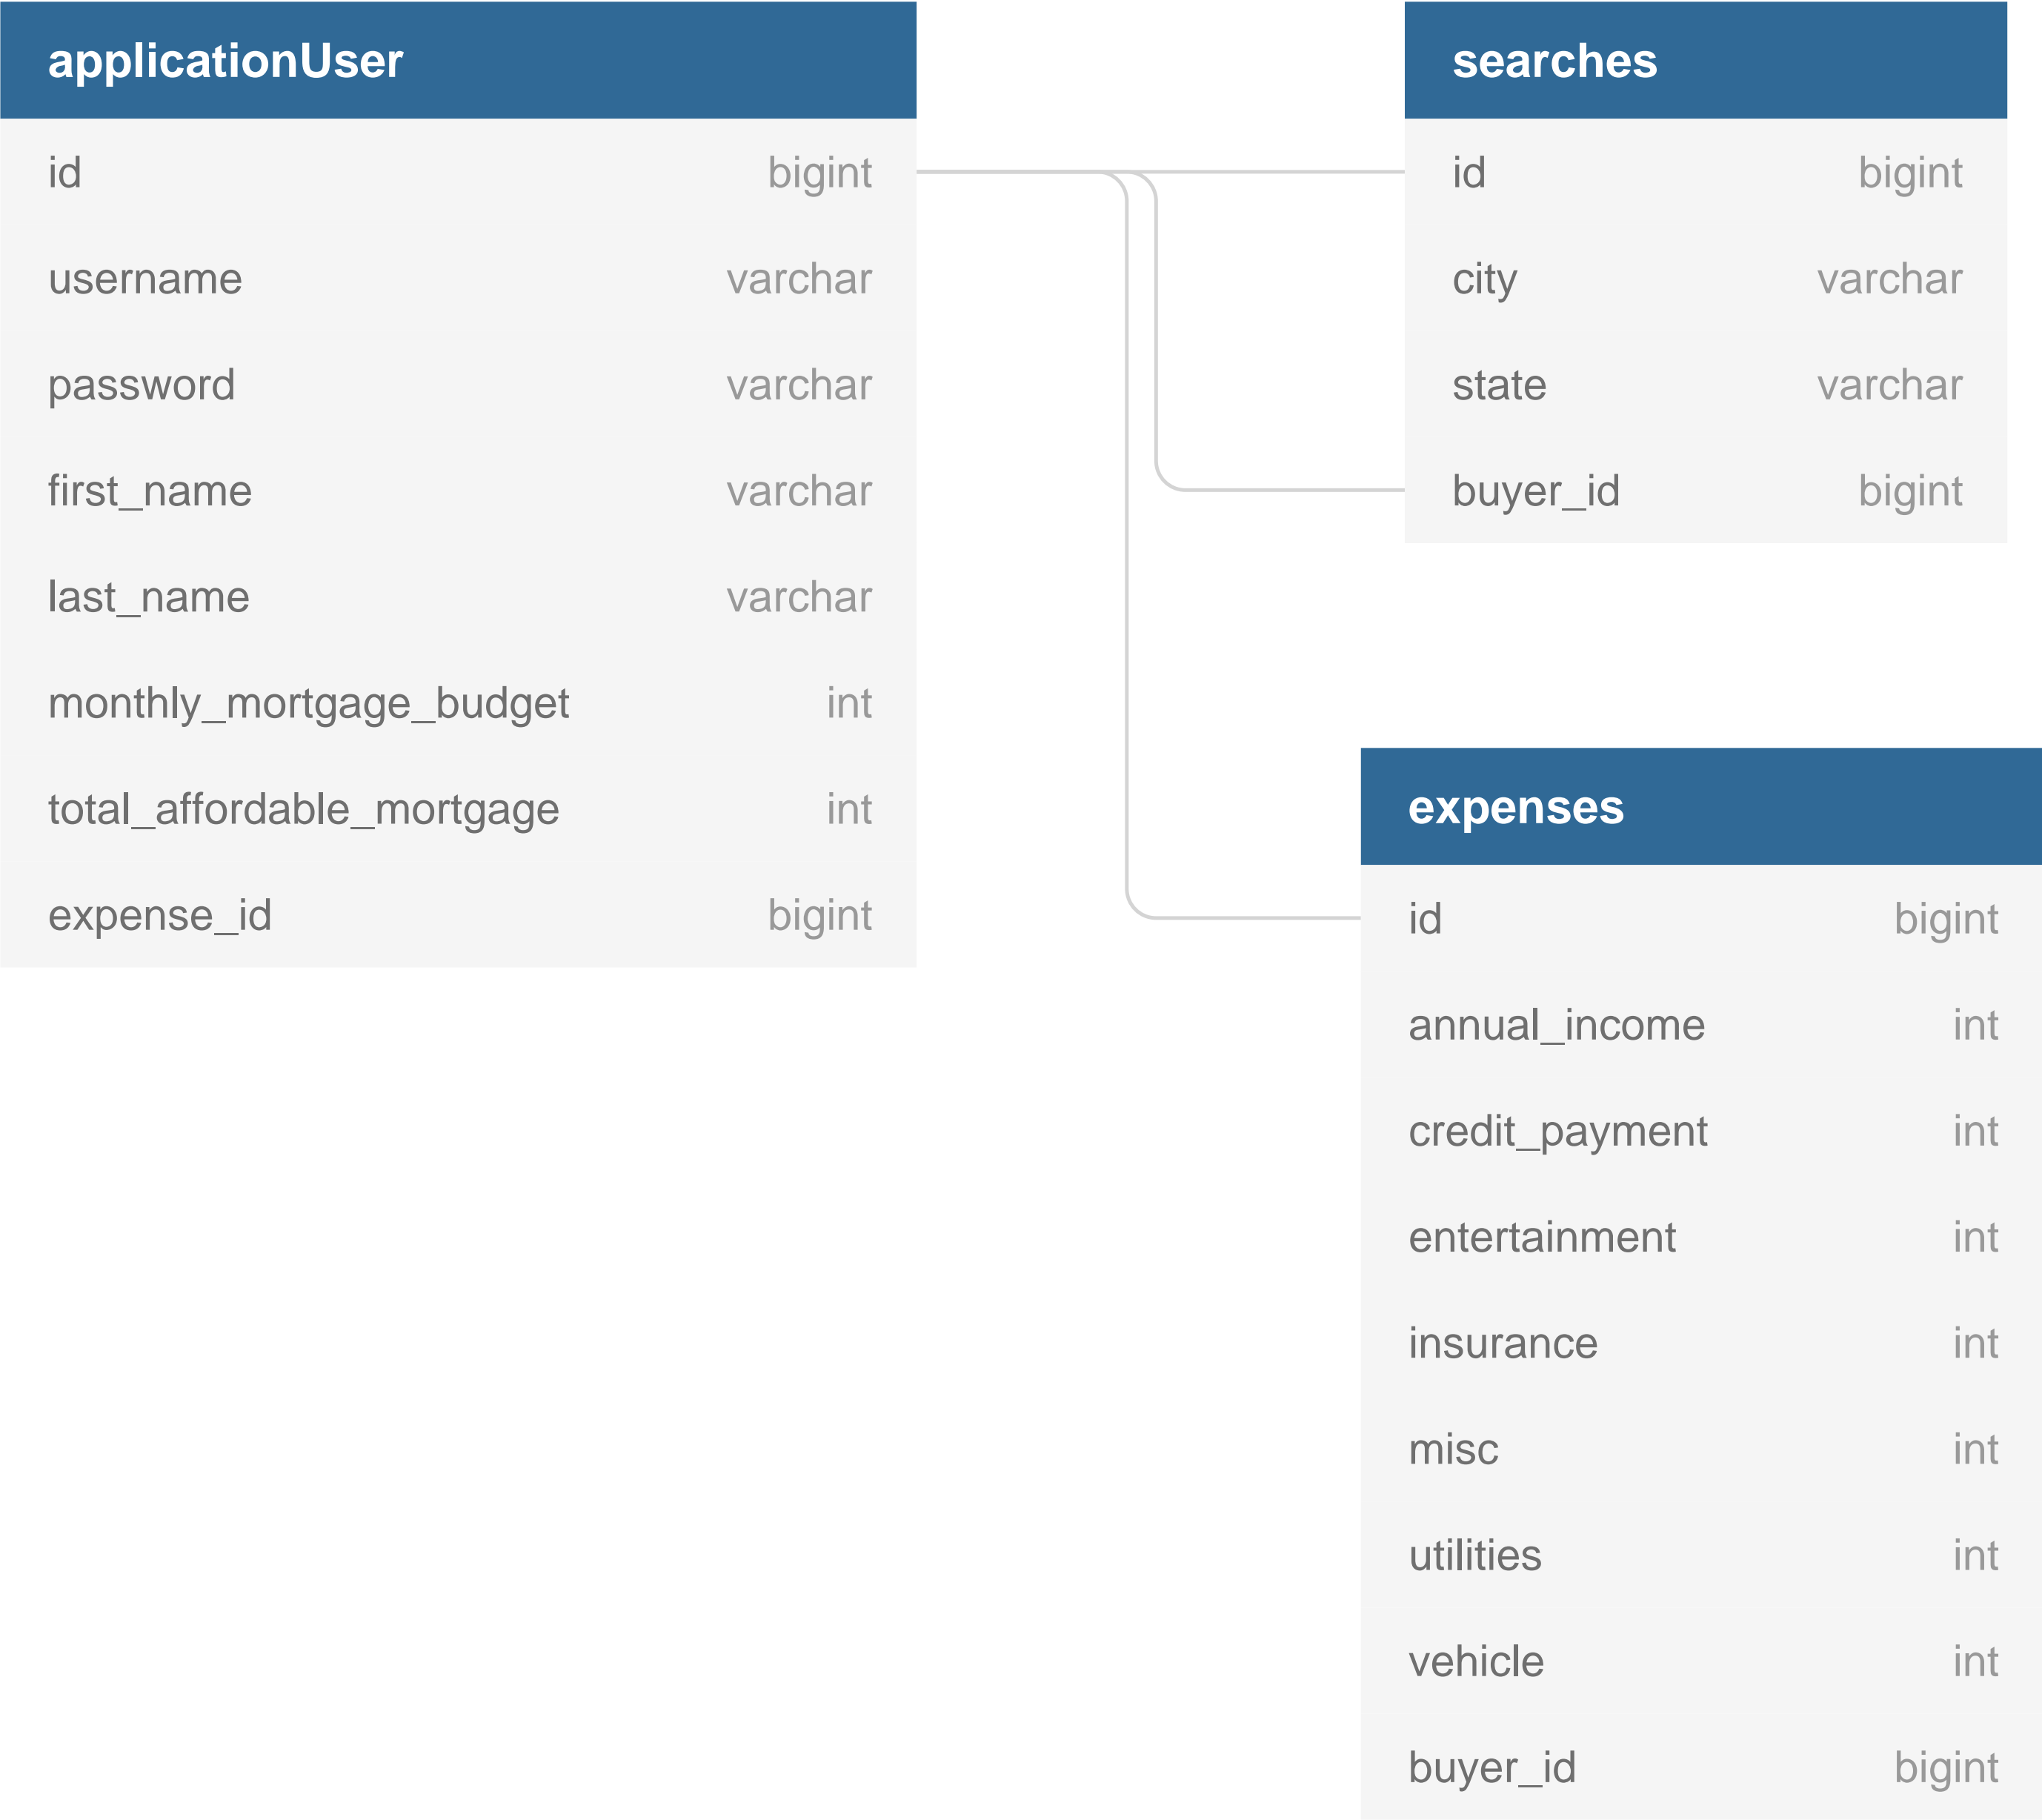 applicationUser
id bigint
username varchar
password varchar
first_name varchar
last_name varchar
monthly_mortgage_budget int
total_affordable_mortgage int
expense_id bigint
searches
id bigint
city varchar
state varchar
buyer_id bigint
expenses
id bigint
annual_income int
credit_payment int
entertainment int
insurance int
misc int
utilities int
vehicle int
buyer_id bigint